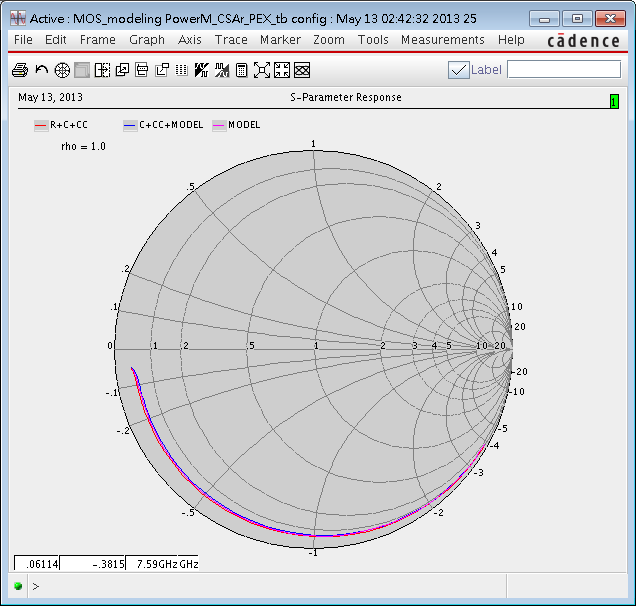 Active : MOS_modeling PowerM_CSAr_PEX_tb config : May 13 02:42:32 2013 25
File Edit Frame Graph Axis Trace Marker Zoom Tools Measurements Help cādence
Label
May 13, 2013 S-Parameter Response 1
R+C+CC C+CC+MODEL MODEL
rho = 1.0
1
.5 2
3
4
.2 5
.1 10
20
0 .1 .2 .5 1 2 3 4 5 10 20
-20
-.1 -10
-.2 -5
-4
-3
-.5 -2
-1
.06114 -.3815 7.59GHz GHz
>